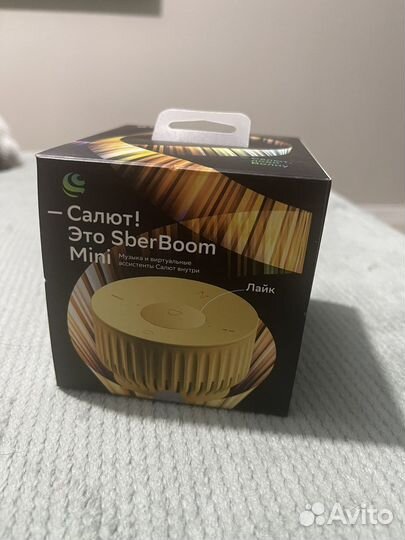 — Салют!
Это SberBoom
Mini
Музыка и виртуальные
ассистенты Салют внутри
Лайк
Avito